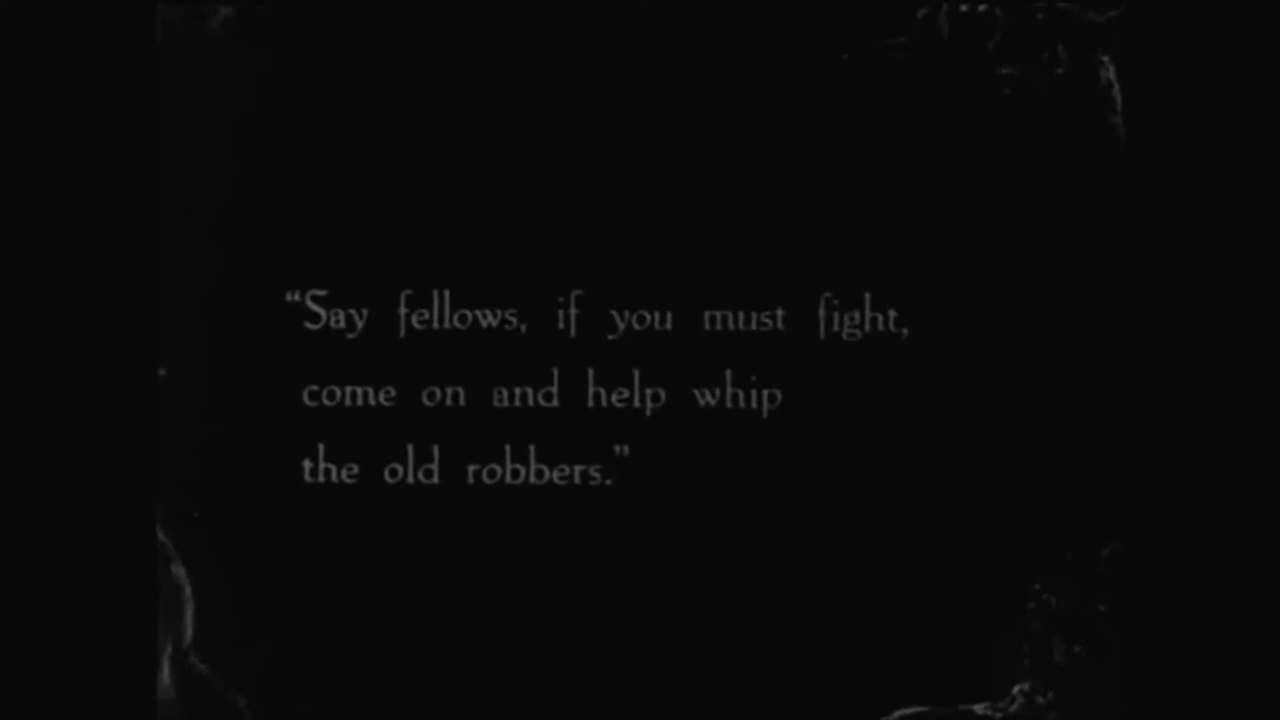 “Say fellows, if you must fight,
come on and help whip
the old robbers.”